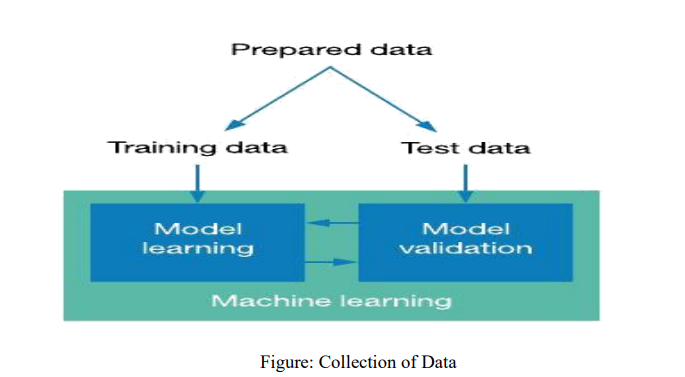 Prepared data
Training data
Test data
Model
learning
Model
validation
Machine learning
Figure: Collection of Data